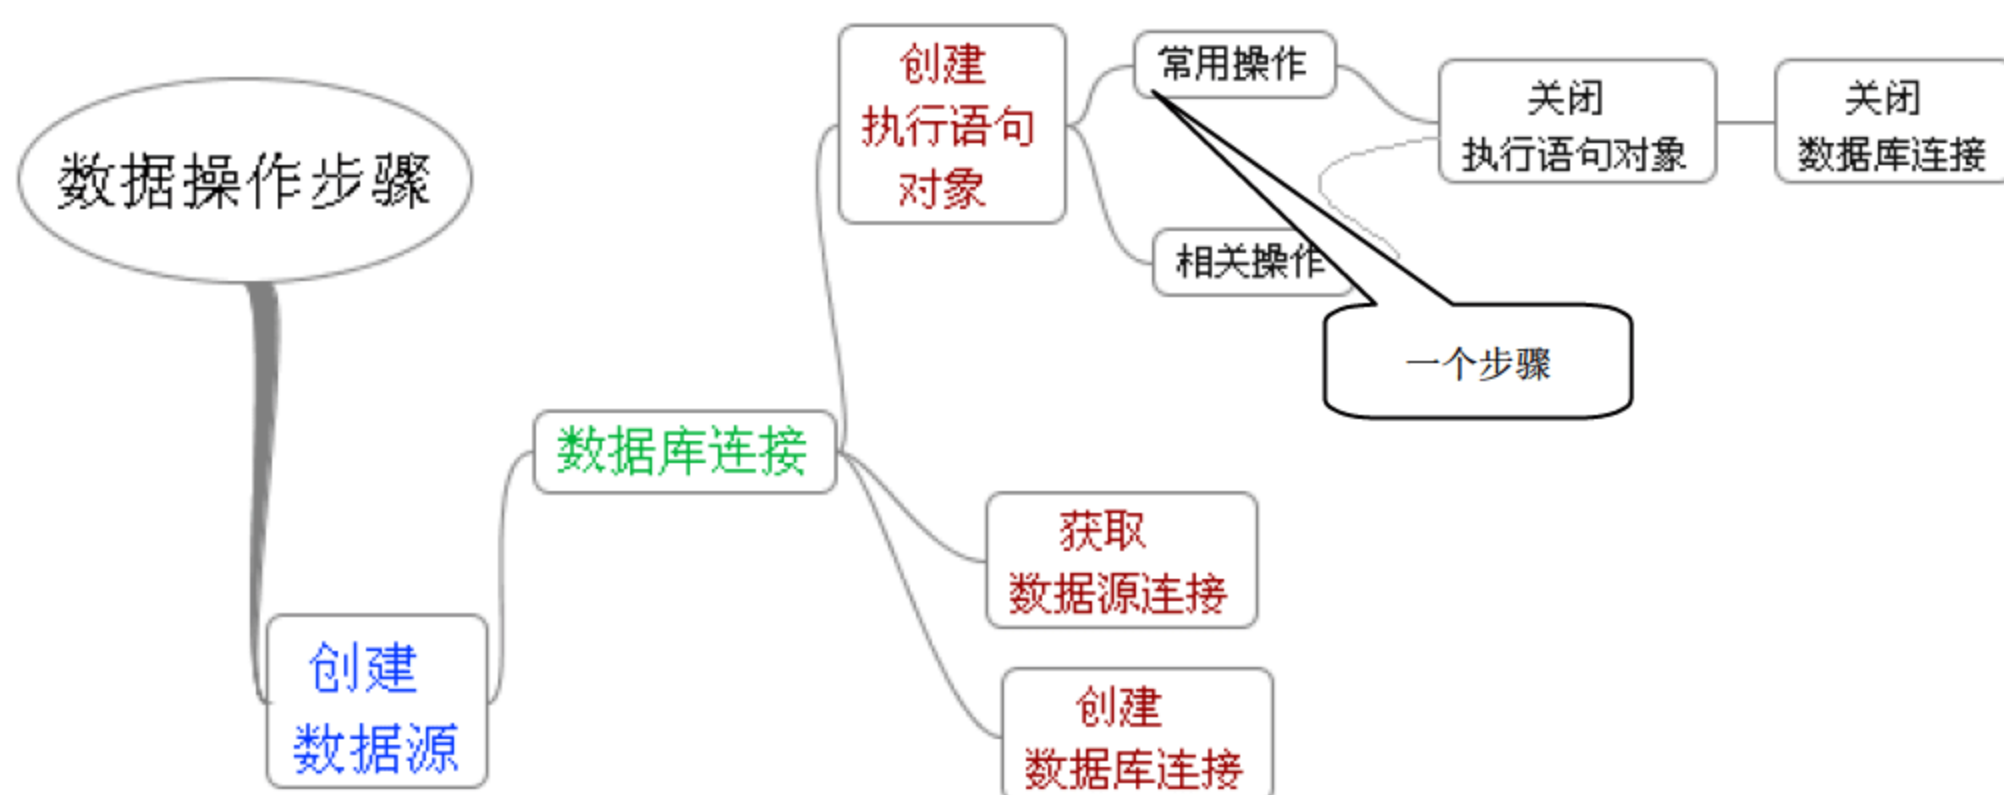 数据操作步骤
创建
数据源
数据库连接
创建
执行语句
对象
常用操作
相关操作
关闭
执行语句对象
关闭
数据库连接
一个步骤
获取
数据源连接
创建
数据库连接